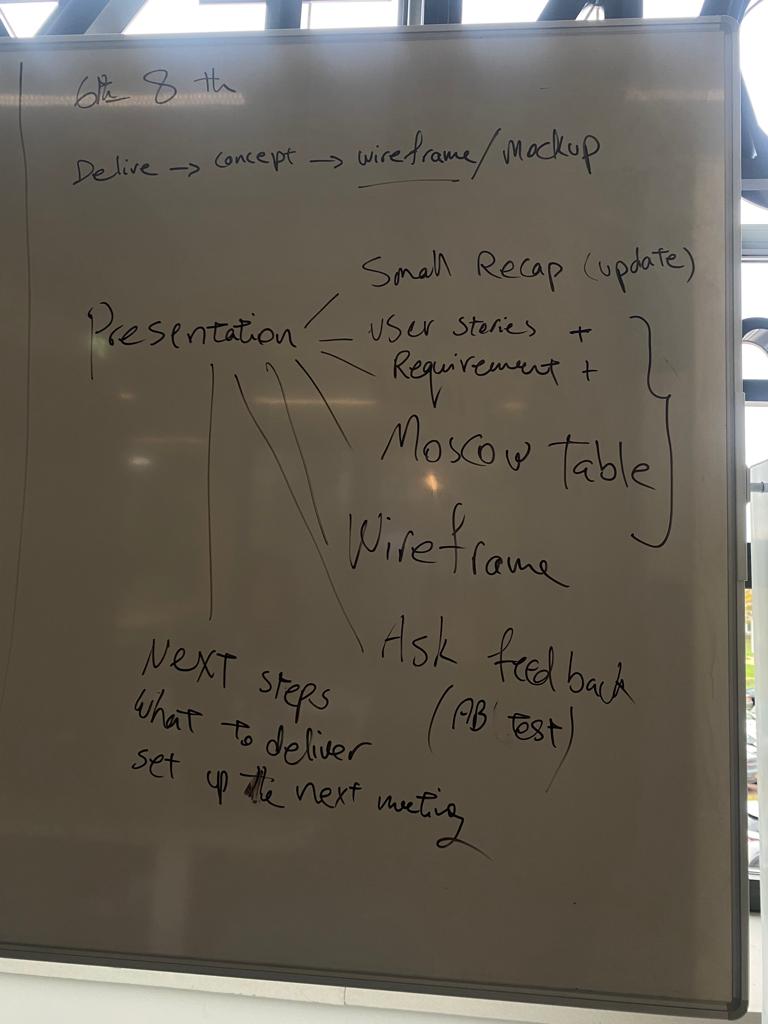 6th 8 th
Delive → concept → wireframe / Mockup
Small Recap (update)
Presentation
user stories +
Requirement +
Moscow Table
Wireframe
Ask feedback
(AB test)
Next steps
What to deliver
set up the next meeting